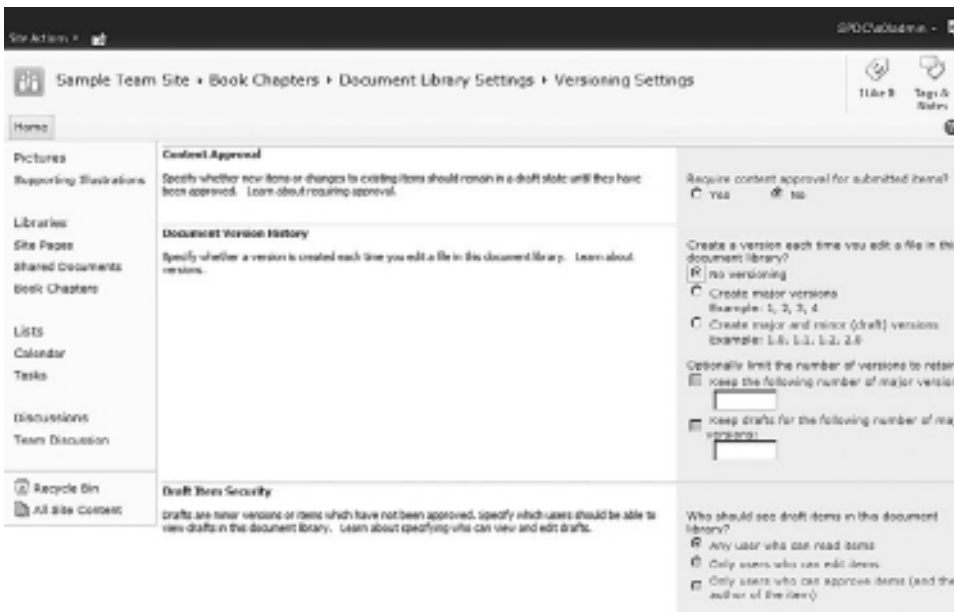 Site Actions
Sample Team Site › Book Chapters › Document Library Settings › Versioning Settings
I Like It
Tags &
Notes
Home
Pictures
Supporting Illustrations
Libraries
Site Pages
Shared Documents
Book Chapters
Lists
Calendar
Tasks
Discussions
Team Discussion
Recycle Bin
All Site Content
Content Approval
Specify whether new items or changes to existing items should remain in a draft state until they have
been approved. Learn about requiring approval.
Require content approval for submitted items?
Yes No
Document Version History
Specify whether a version is created each time you edit a file in this document library. Learn about
versions.
Create a version each time you edit a file in this
document library?
No versioning
Create major versions
Example: 1, 2, 3, 4
Create major and minor (draft) versions
Example: 1.0, 1.1, 1.2, 2.0
Optionally limit the number of versions to retain
Keep the following number of major version
Keep drafts for the following number of maj
versions:
Draft Item Security
Drafts are minor versions or items which have not been approved. Specify which users should be able to
view drafts in this document library. Learn about specifying who can view and edit drafts.
Who should see draft items in this document
library?
Any user who can read items
Only users who can edit items
Only users who can approve items (and the
author of the item)